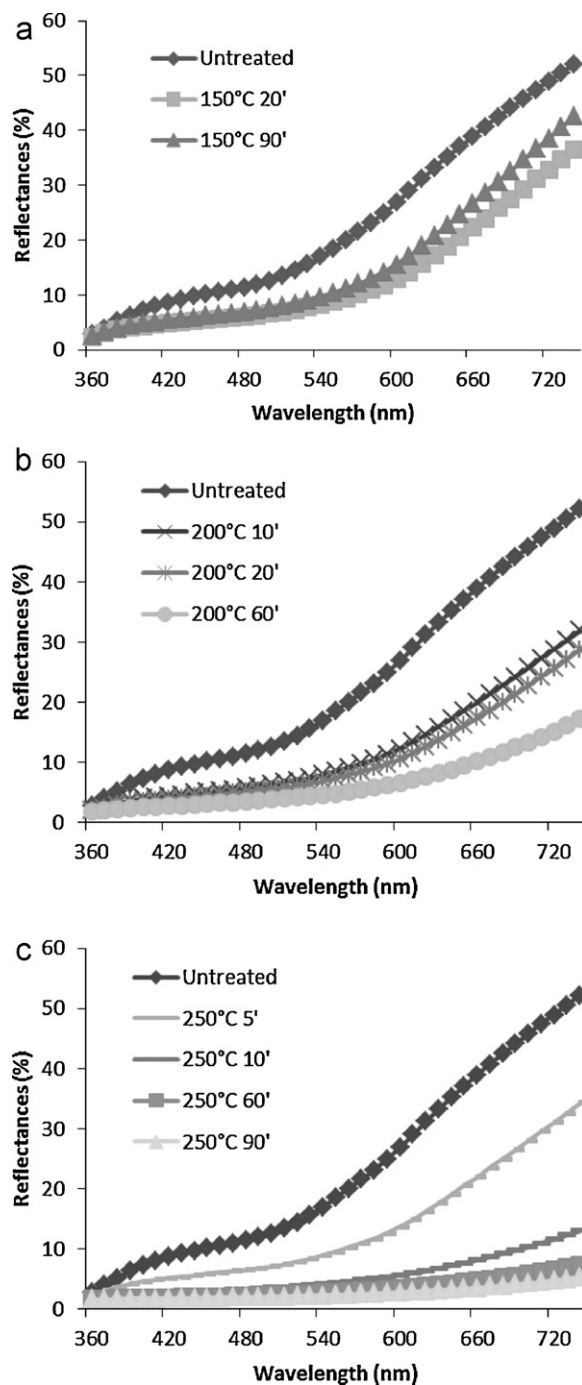 a
60
50
40
30
20
10
0
Reflectances (%)
Untreated
150°C 20'
150°C 90'
360 420 480 540 600 660 720
Wavelength (nm)
b
60
50
40
30
20
10
0
Reflectances (%)
Untreated
200°C 10'
200°C 20'
200°C 60'
360 420 480 540 600 660 720
Wavelength (nm)
c
60
50
40
30
20
10
0
Reflectances (%)
Untreated
250°C 5'
250°C 10'
250°C 60'
250°C 90'
360 420 480 540 600 660 720
Wavelength (nm)